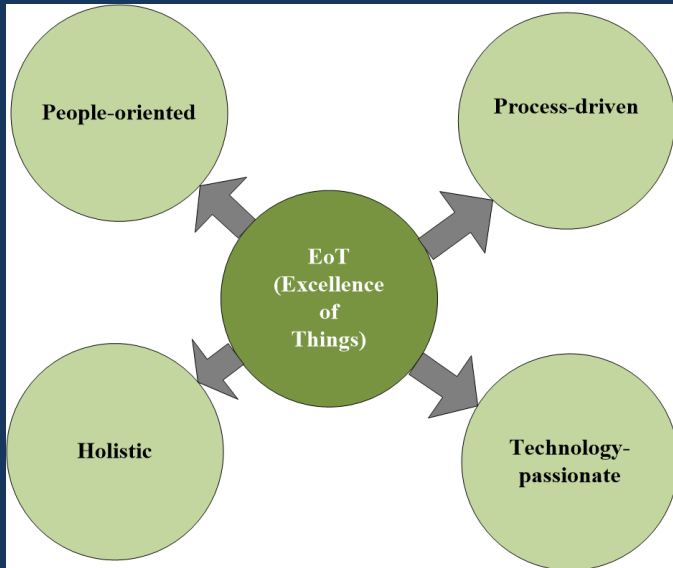 People-oriented
Process-driven
EoT
(Excellence
of
Things)
Holistic
Technology-
passionate